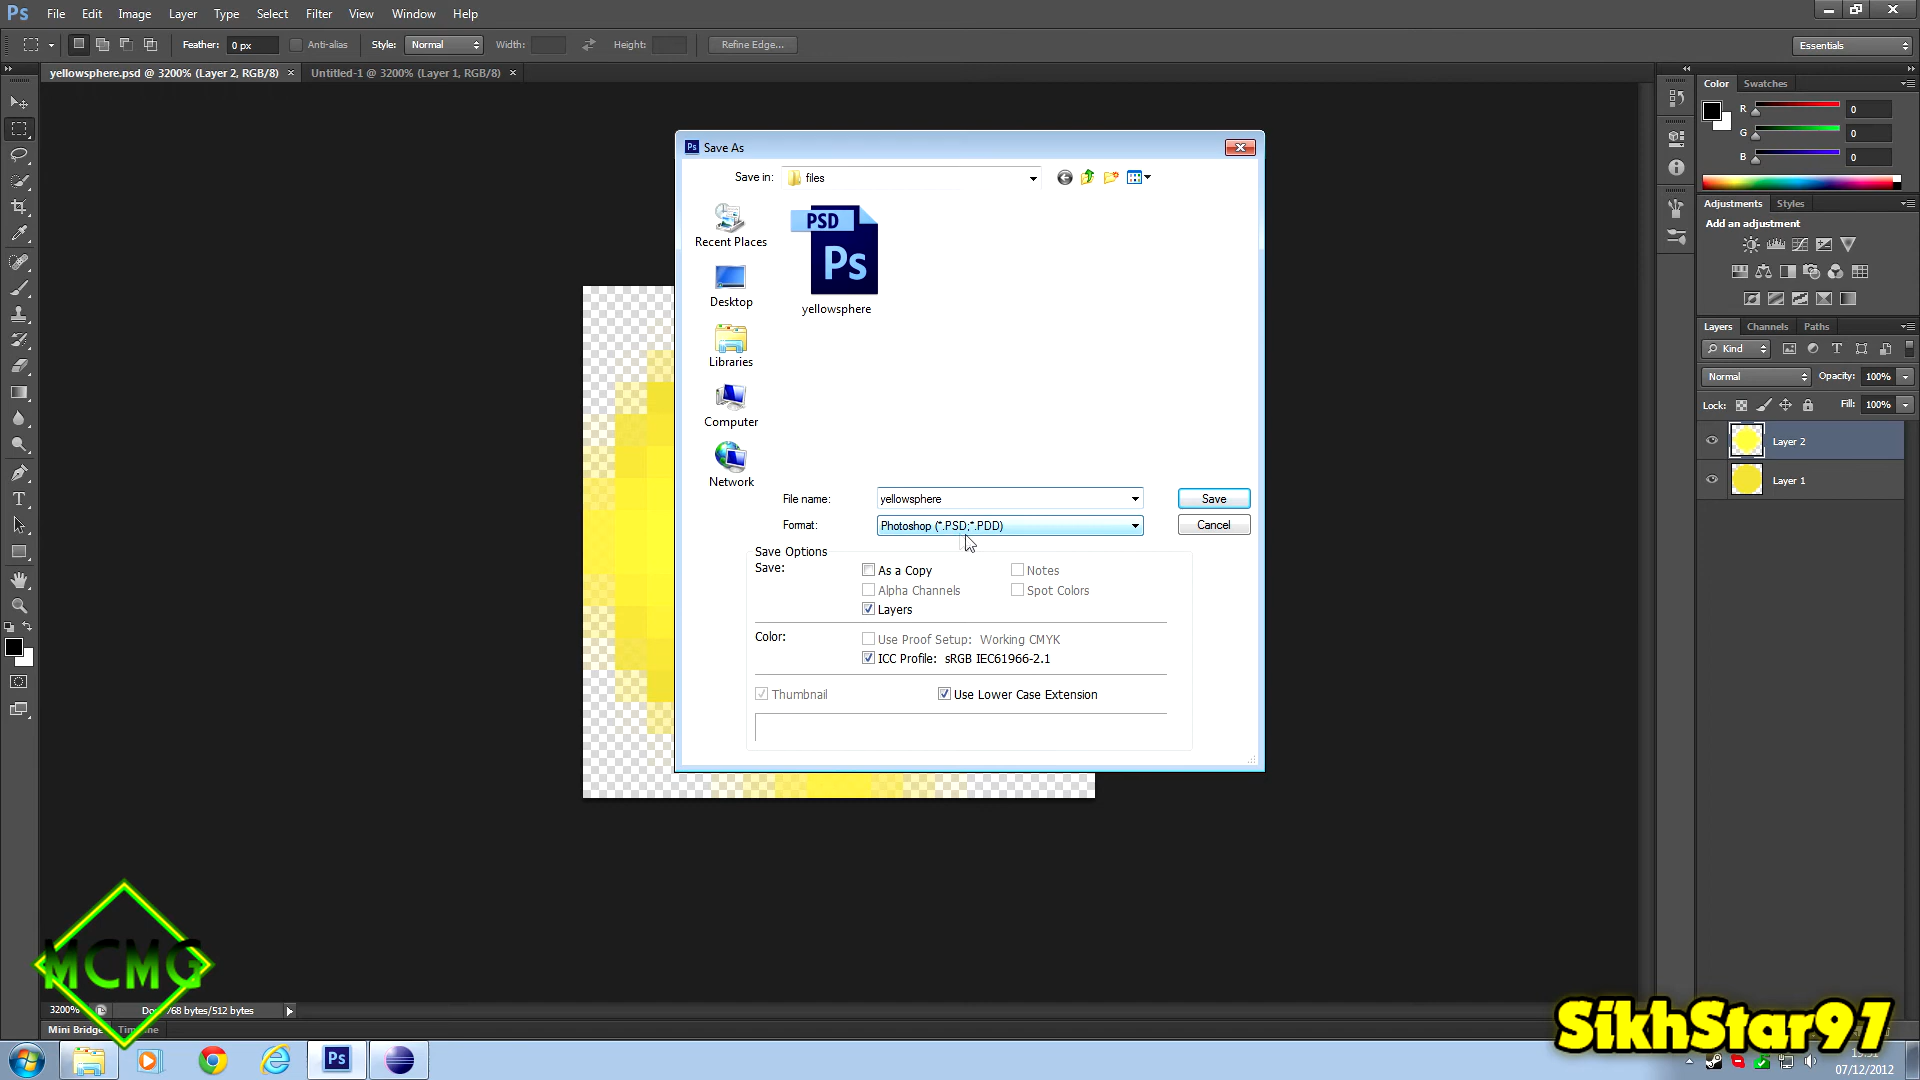 Ps File Edit Image Layer Type Select Filter View Window Help
Feather: 0 px Anti-alias Style: Normal Width: Height: Refine Edge... Essentials
yellowsphere.psd @ 3200% (Layer 2, RGB/8) × Untitled-1 @ 3200% (Layer 1, RGB/8) ×
Color Swatches
R 0
G 0
B 0
Adjustments Styles
Add an adjustment
Layers Channels Paths
Kind
Normal Opacity: 100%
Lock: Fill: 100%
Layer 2
Layer 1
Ps Save As
Save in: files
Recent Places
Desktop
Libraries
Computer
Network
PSD
Ps
yellowsphere
File name: yellowsphere Save
Format: Photoshop (*.PSD;*.PDD) Cancel
Save Options
Save: As a Copy Notes
Alpha Channels Spot Colors
Layers
Color: Use Proof Setup: Working CMYK
ICC Profile: sRGB IEC61966-2.1
Thumbnail Use Lower Case Extension
MCMG
3200% 768 bytes/512 bytes
Mini Bridge
SikhStar97
Ps
07/12/2012